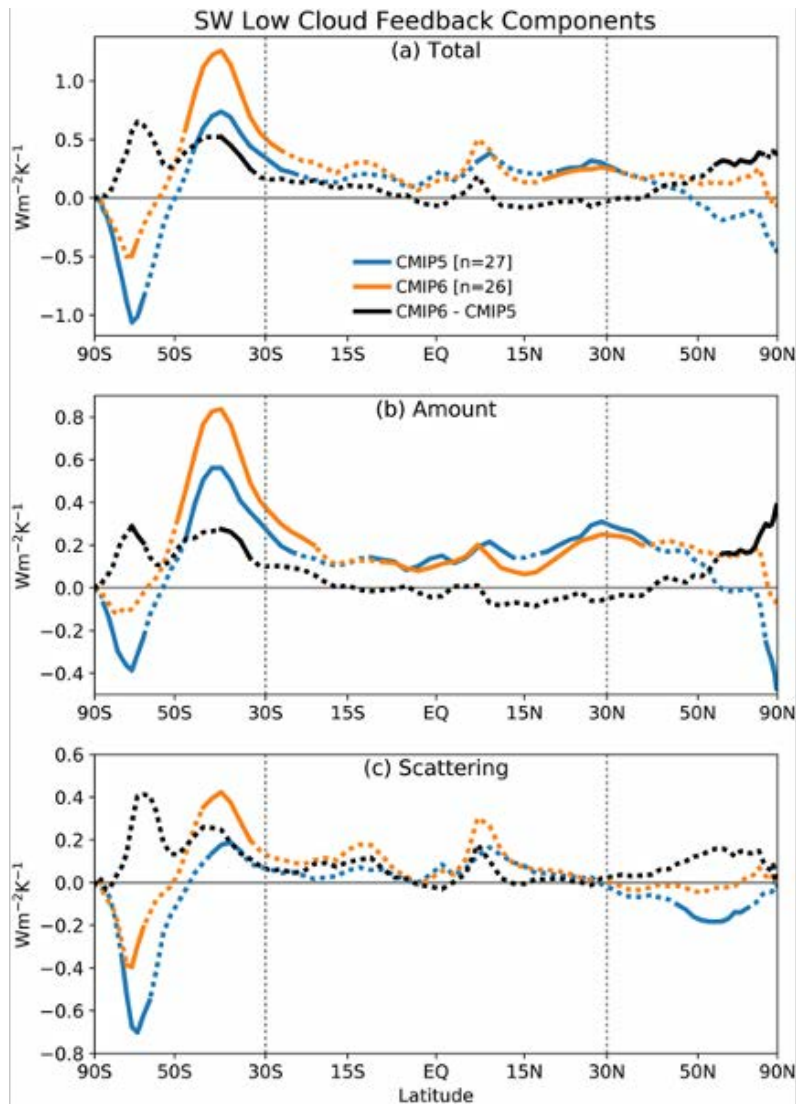 SW Low Cloud Feedback Components
(a) Total
Wm⁻²K⁻¹
1.0
0.5
0.0
−0.5
−1.0
CMIP5 [n=27]
CMIP6 [n=26]
CMIP6 - CMIP5
90S 50S 30S 15S EQ 15N 30N 50N 90N
(b) Amount
Wm⁻²K⁻¹
0.8
0.6
0.4
0.2
0.0
−0.2
−0.4
90S 50S 30S 15S EQ 15N 30N 50N 90N
(c) Scattering
Wm⁻²K⁻¹
0.6
0.4
0.2
0.0
−0.2
−0.4
−0.6
−0.8
90S 50S 30S 15S EQ 15N 30N 50N 90N
Latitude